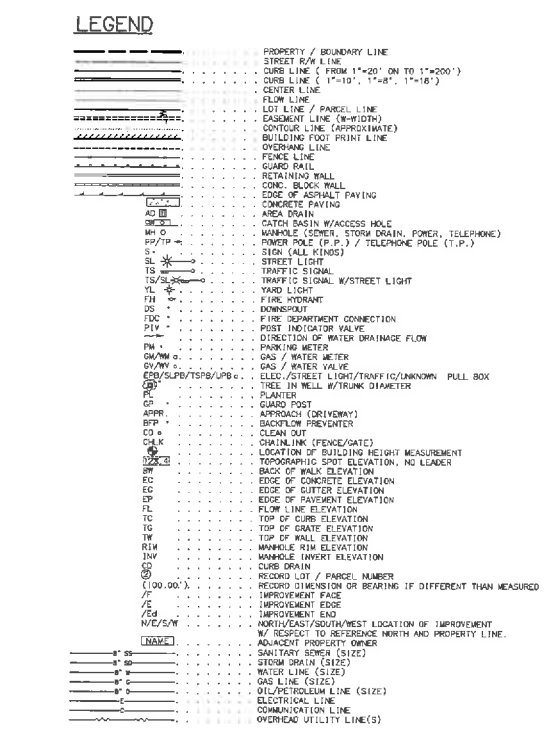 LEGEND
PROPERTY / BOUNDARY LINE
STREET R/W LINE
CURB LINE ( FROM 1"=20' ON TO 1"=200')
CURB LINE ( 1"=10', 1"=8', 1"=16')
CENTER LINE
FLOW LINE
LOT LINE / PARCEL LINE
EASEMENT LINE (W-WIDTH)
CONTOUR LINE (APPROXIMATE)
BUILDING FOOT PRINT LINE
OVERHANG LINE
FENCE LINE
GUARD RAIL
RETAINING WALL
CONC. BLOCK WALL
EDGE OF ASPHALT PAVING
CONCRETE PAVING
AD AREA DRAIN
CATCH BASIN W/ACCESS HOLE
MH MANHOLE (SEWER, STORM DRAIN, POWER, TELEPHONE)
PP/TP POWER POLE (P.P.) / TELEPHONE POLE (T.P.)
S SIGN (ALL KINDS)
SL STREET LIGHT
TS TRAFFIC SIGNAL
TS/SL TRAFFIC SIGNAL W/STREET LIGHT
YL YARD LIGHT
FH FIRE HYDRANT
DS DOWNSPOUT
FDC FIRE DEPARTMENT CONNECTION
PIV POST INDICATOR VALVE
DIRECTION OF WATER DRAINAGE FLOW
PM PARKING METER
GM/WM GAS / WATER METER
GV/WV GAS / WATER VALVE
EPB/SLPB/TSPB/UPB ELEC./STREET LIGHT/TRAFFIC/UNKNOWN PULL BOX
TREE IN WELL W/TRUNK DIAMETER
PL PLANTER
GP GUARD POST
APPR. APPROACH (DRIVEWAY)
BFP BACKFLOW PREVENTER
CO CLEAN OUT
CHLK CHAINLINK (FENCE/GATE)
LOCATION OF BUILDING HEIGHT MEASUREMENT
123.4 TOPOGRAPHIC SPOT ELEVATION, NO LEADER
BW BACK OF WALK ELEVATION
EC EDGE OF CONCRETE ELEVATION
EG EDGE OF GUTTER ELEVATION
EP EDGE OF PAVEMENT ELEVATION
FL FLOW LINE ELEVATION
TC TOP OF CURB ELEVATION
TG TOP OF GRATE ELEVATION
TW TOP OF WALL ELEVATION
RIM MANHOLE RIM ELEVATION
INV MANHOLE INVERT ELEVATION
CD CURB DRAIN
2 RECORD LOT / PARCEL NUMBER
(100.00') RECORD DIMENSION OR BEARING IF DIFFERENT THAN MEASURED
/F IMPROVEMENT FACE
/E IMPROVEMENT EDGE
/Ed IMPROVEMENT END
N/E/S/W NORTH/EAST/SOUTH/WEST LOCATION OF IMPROVEMENT
W/ RESPECT TO REFERENCE NORTH AND PROPERTY LINE.
NAME ADJACENT PROPERTY OWNER
8" SS SANITARY SEWER (SIZE)
8" SD STORM DRAIN (SIZE)
8" W WATER LINE (SIZE)
8" G GAS LINE (SIZE)
8" O OIL/PETROLEUM LINE (SIZE)
E ELECTRICAL LINE
C COMMUNICATION LINE
OVERHEAD UTILITY LINE(S)